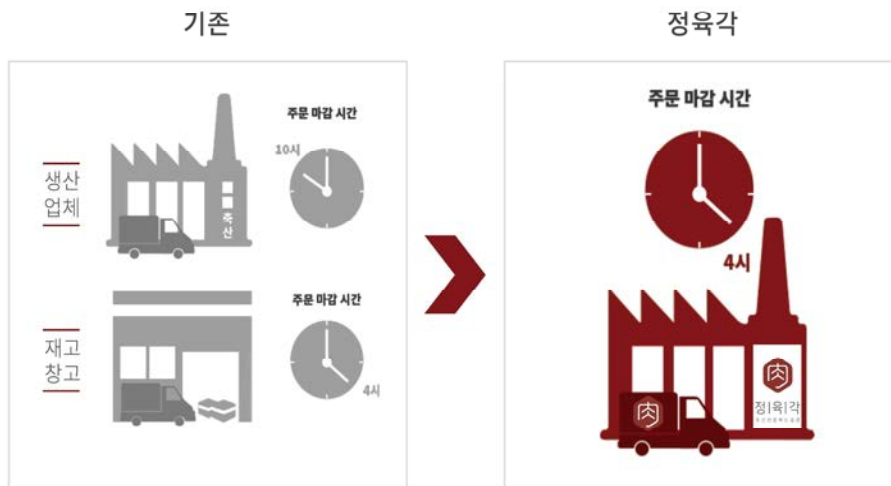 기존
정육각
주문 마감 시간
10시
생산
업체
축
산
주문 마감 시간
4시
재고
창고
주문 마감 시간
4시
肉
정|육|각
肉